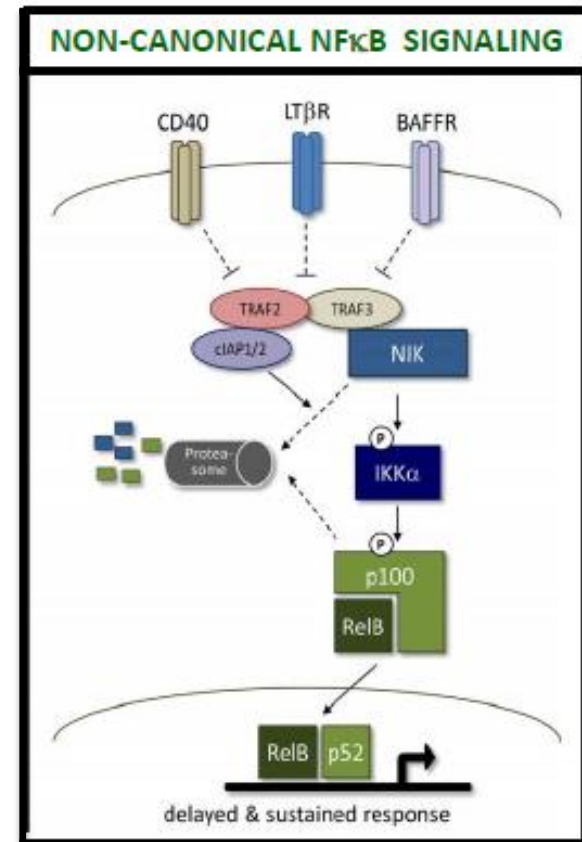 NON-CANONICAL NFκB SIGNALING
CD40
LTβR
BAFFR
TRAF2
TRAF3
cIAP1/2
NIK
Protea-
some
P
IKKα
P
p100
RelB
RelB
p52
delayed & sustained response